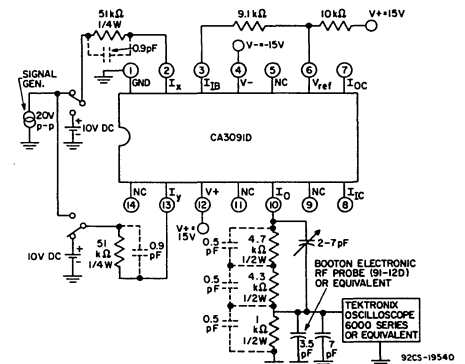 51 kΩ
1/4W
0.9pF
9.1 kΩ
10kΩ
V+=15V
V-=-15V
1 2 3 4 5 6 7
GND Ix IIB V- NC Vref IOC
SIGNAL
GEN.
20V
p-p
+
-
10V DC
CA3091D
NC Iy V+ NC IO NC IIC
14 13 12 11 10 9 8
V+=
15V
10V DC
+
-
51
kΩ
1/4W
0.9
pF
0.5
pF
4.7
kΩ
1/2W
2-7pF
0.5
pF
4.3
kΩ
1/2W
BOOTON ELECTRONIC
RF PROBE (91-12D)
OR EQUIVALENT
0.5
pF
1
kΩ
1/2W
3.5
pF
7
pF
TEKTRONIX
OSCILLOSCOPE
6000 SERIES
OR EQUIVALENT
92CS-19540